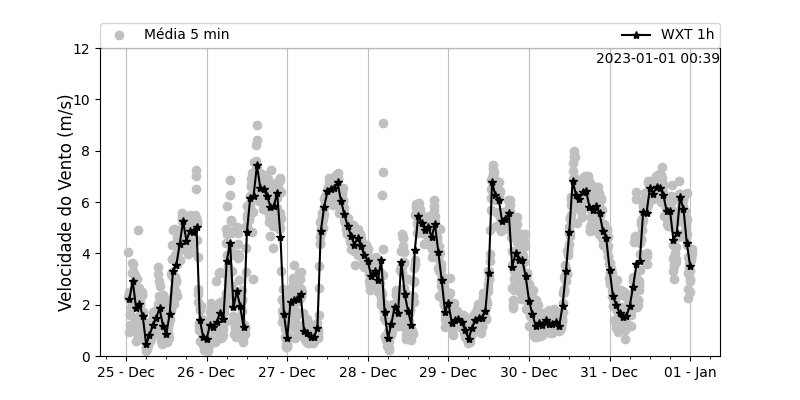 Média 5 min
WXT 1h
2023-01-01 00:39
Velocidade do Vento (m/s)
12
10
8
6
4
2
0
25 - Dec
26 - Dec
27 - Dec
28 - Dec
29 - Dec
30 - Dec
31 - Dec
01 - Jan